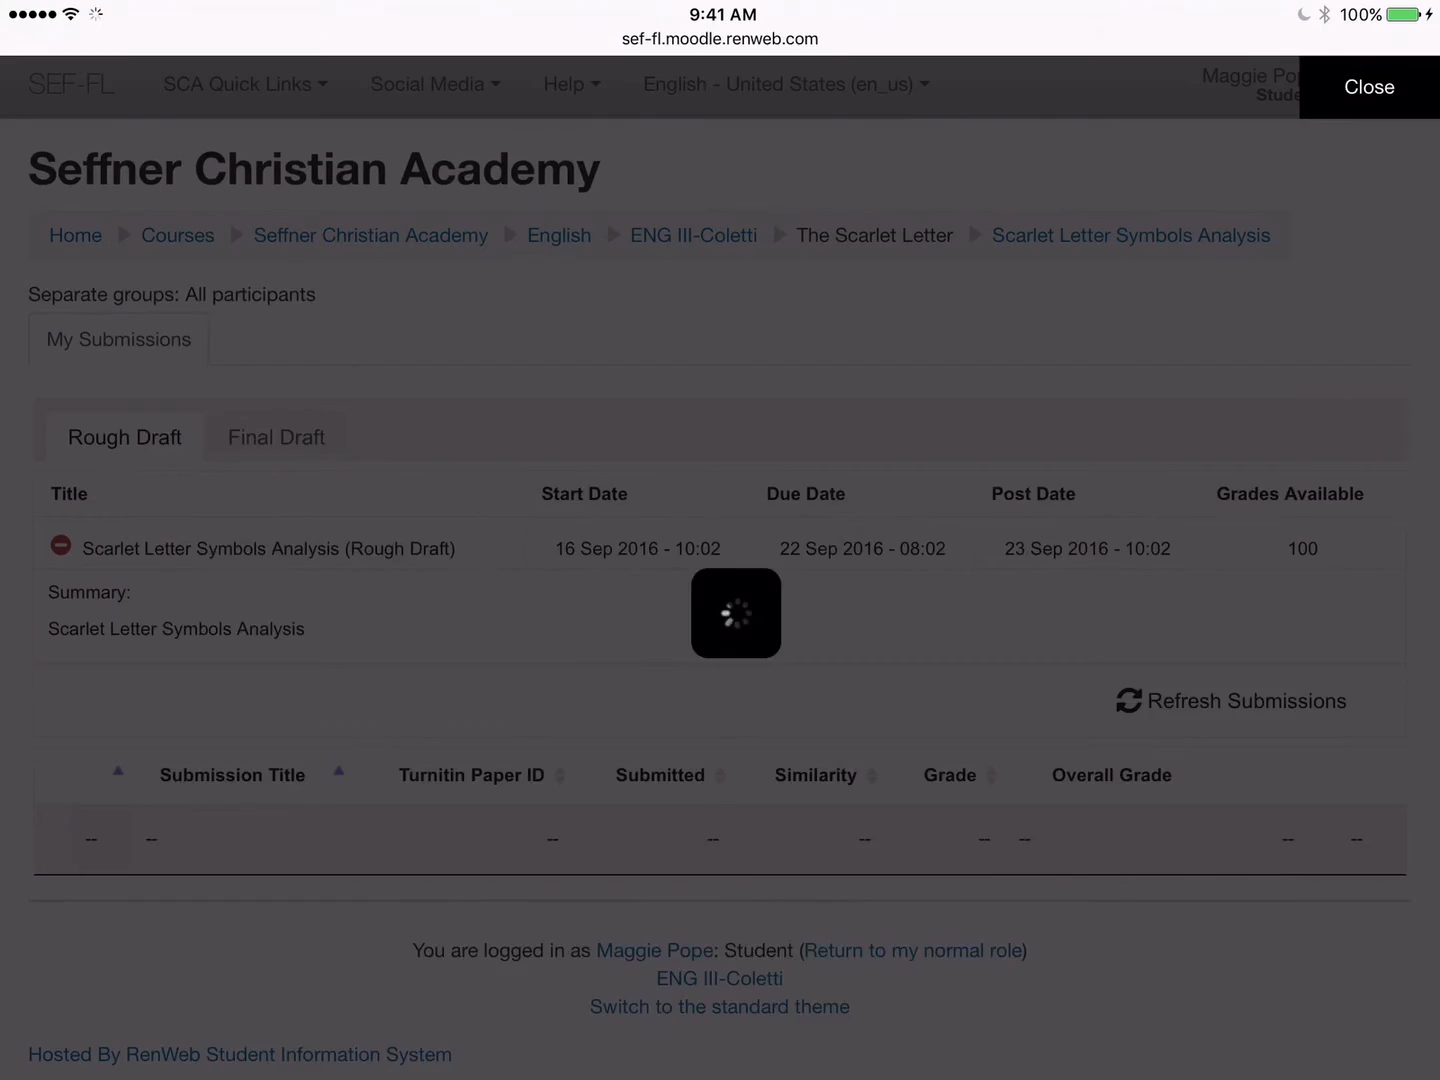 9:41 AM
100%
sef-fl.moodle.renweb.com
SEF-FL SCA Quick Links Social Media Help English - United States (en_us) Maggie
Close
Seffner Christian Academy
Home Courses Seffner Christian Academy English ENG III-Coletti The Scarlet Letter Scarlet Letter Symbols Analysis
Separate groups: All participants
My Submissions
Rough Draft Final Draft
Title Start Date Due Date Post Date Grades Available
Scarlet Letter Symbols Analysis (Rough Draft) 16 Sep 2016 - 10:02 22 Sep 2016 - 08:02 23 Sep 2016 - 10:02 100
Summary:
Scarlet Letter Symbols Analysis
Refresh Submissions
Submission Title Turnitin Paper ID Submitted Similarity Grade Overall Grade
-- -- -- -- -- -- -- -- --
You are logged in as Maggie Pope: Student (Return to my normal role)
ENG III-Coletti
Switch to the standard theme
Hosted By RenWeb Student Information System